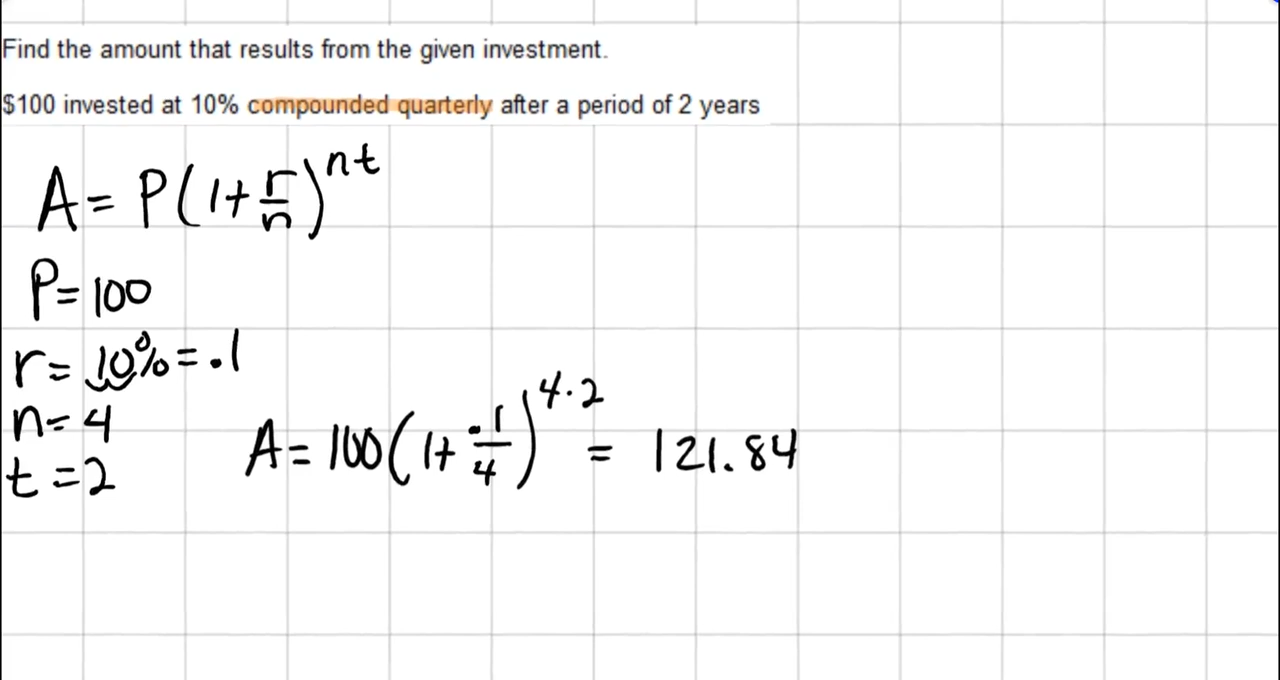 Find the amount that results from the given investment.
$100 invested at 10% compounded quarterly after a period of 2 years
A = P(1+r/n)^nt
P=100
r= 10% = .1
n= 4
t=2
A= 100(1+.1/4)^4·2 = 121.84